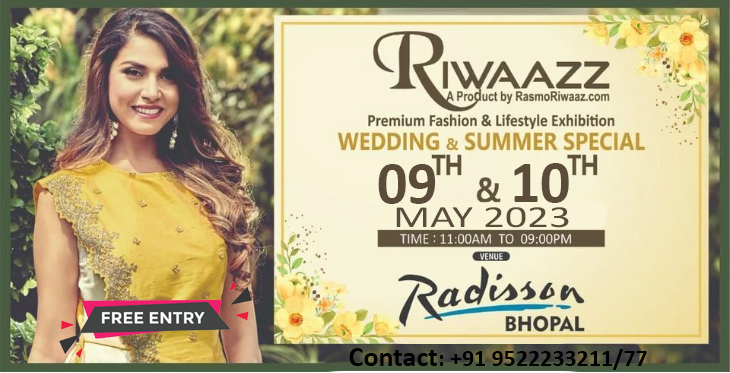 RIWAAZZ
A Product by RasmoRiwaaz.com
Premium Fashion & Lifestyle Exhibition
WEDDING & SUMMER SPECIAL
09TH & 10TH
MAY 2023
TIME : 11:00AM TO 09:00PM
VENUE
Radisson
BHOPAL
FREE ENTRY
Contact: +91 9522233211/77